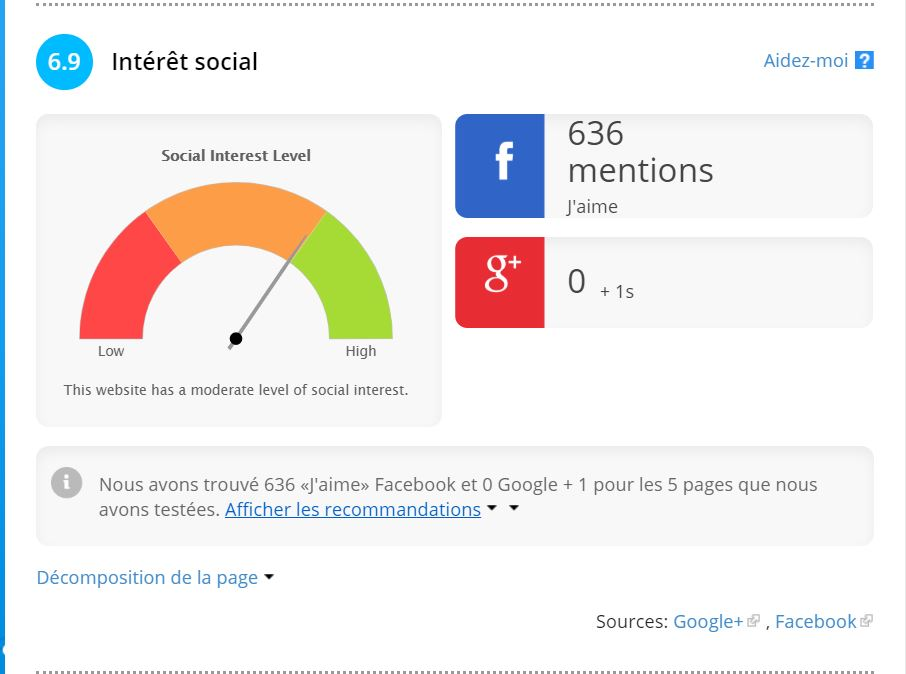 6.9 Intérêt social
Aidez-moi ?
Social Interest Level
Low High
This website has a moderate level of social interest.
f
636
mentions
J'aime
g+
0 + 1s
i
Nous avons trouvé 636 «J'aime» Facebook et 0 Google + 1 pour les 5 pages que nous
avons testées. Afficher les recommandations
Décomposition de la page
Sources: Google+ , Facebook